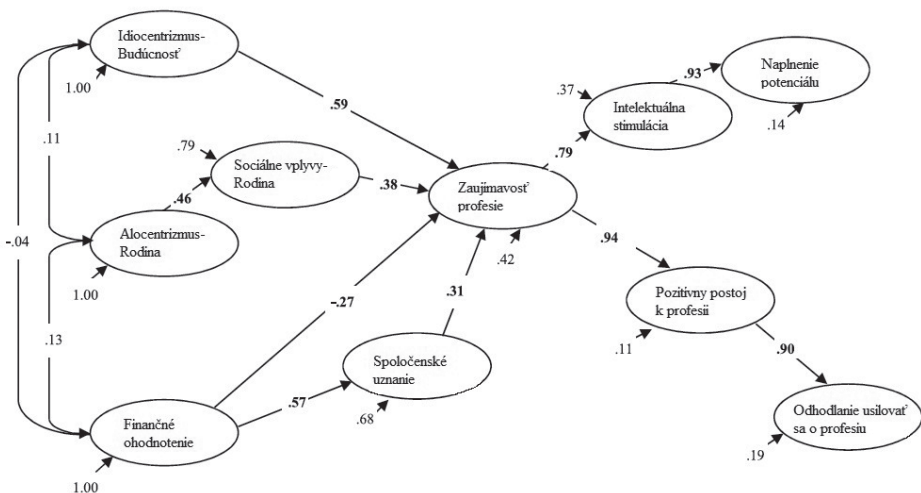 Idiocentrizmus-
Budúcnosť
1.00
.11
-.04
.13
.59
.79
Sociálne vplyvy-
Rodina
.46
.38
Alocentrizmus-
Rodina
1.00
-.27
.31
Finančné
ohodnotenie
1.00
.57
Spoločenské
uznanie
.68
Zaujímavosť
profesie
.42
.79
.37
Intelektuálna
stimulácia
.93
Naplnenie
potenciálu
.14
.94
Pozitívny postoj
k profesii
.11
.90
Odhodlanie usilovať
sa o profesiu
.19